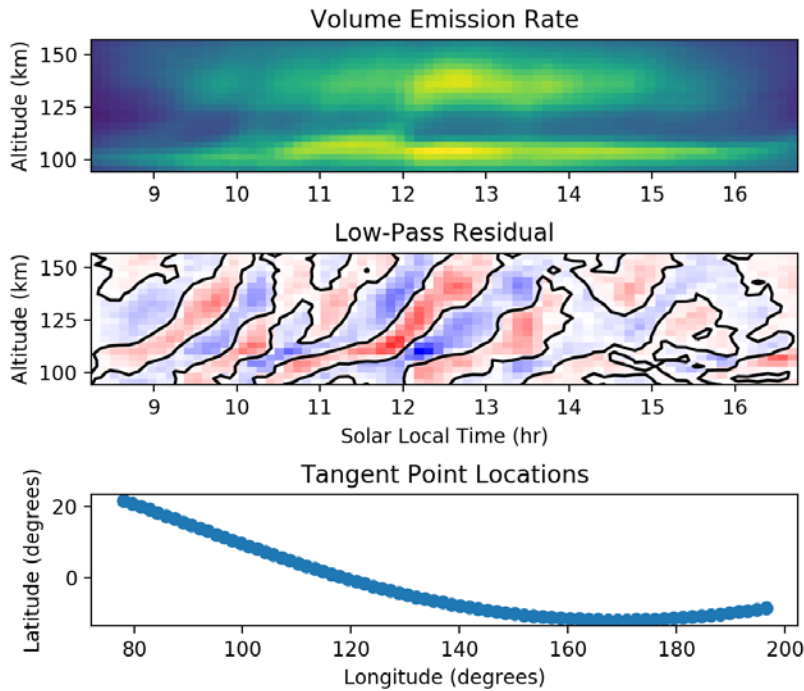 Volume Emission Rate
Altitude (km)
150
125
100
9 10 11 12 13 14 15 16
Low-Pass Residual
Altitude (km)
150
125
100
9 10 11 12 13 14 15 16
Solar Local Time (hr)
Tangent Point Locations
Latitude (degrees)
20
0
80 100 120 140 160 180 200
Longitude (degrees)